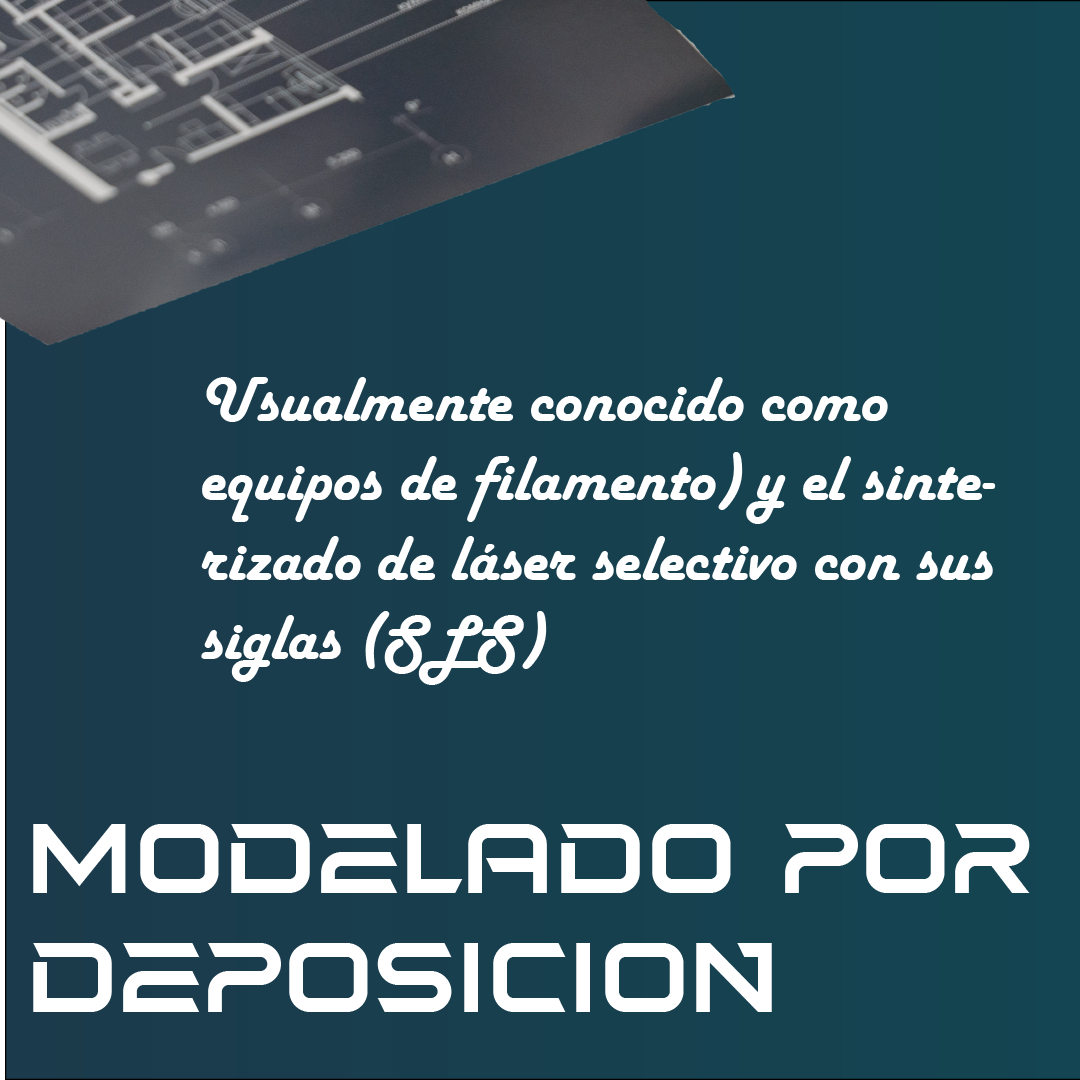 Usualmente conocido como
equipos de filamento) y el sinte-
rizado de láser selectivo con sus
siglas (SLS)
MODELADO POR
DEPOSICION